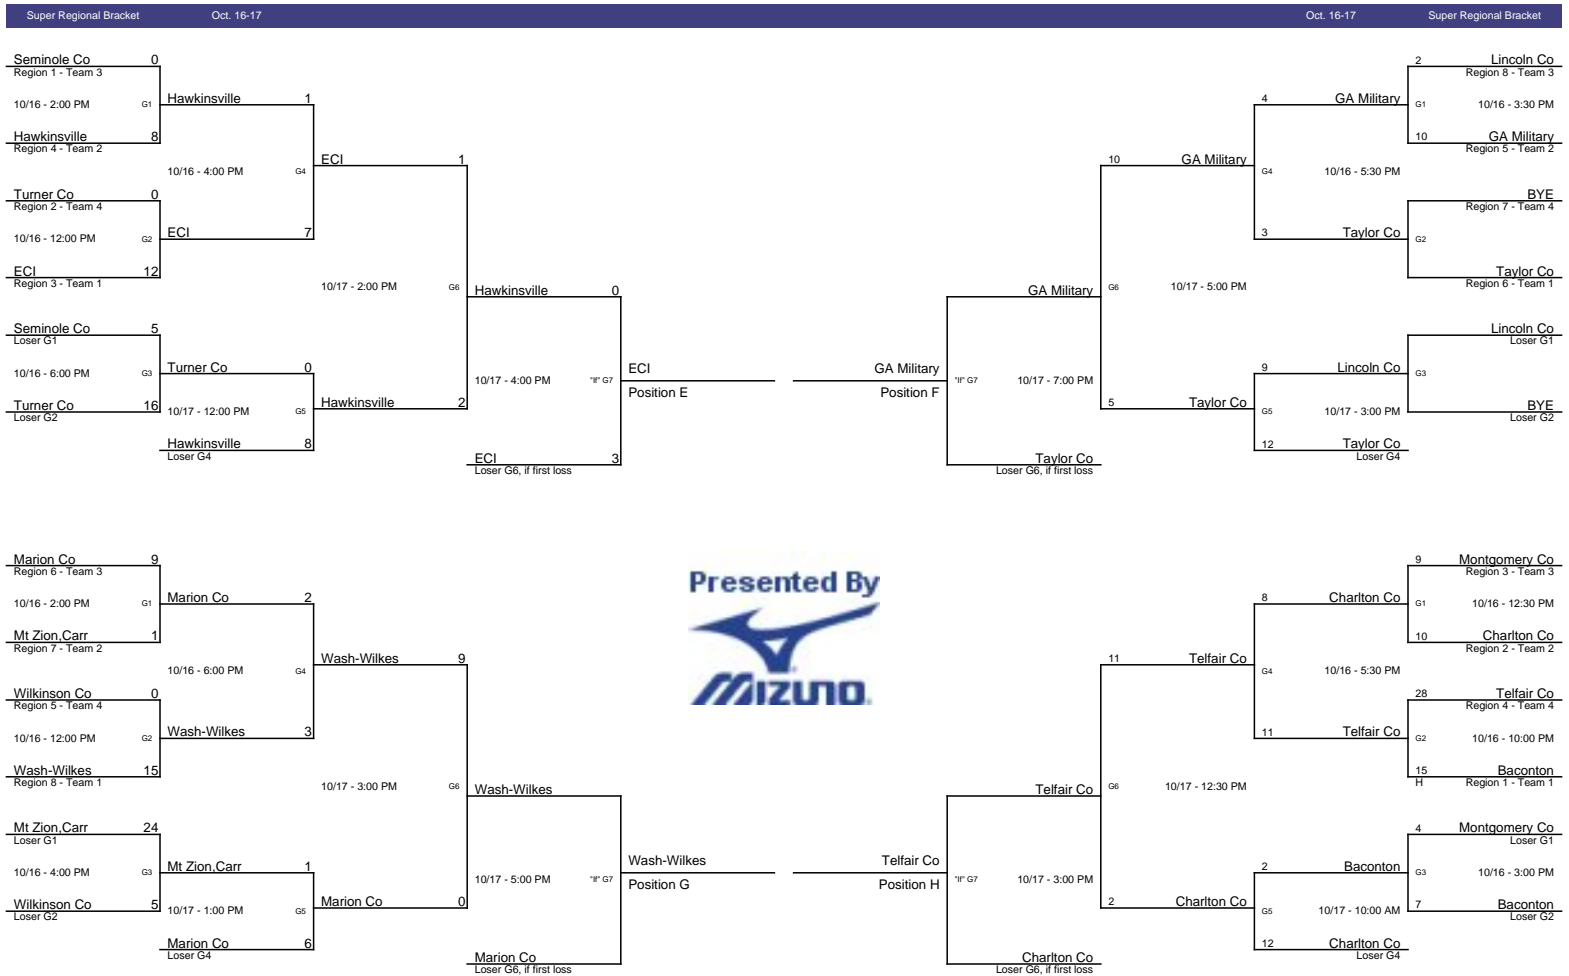 Super Regional Bracket Oct. 16-17 Oct. 16-17 Super Regional Bracket
Seminole Co 0
Region 1 - Team 3
10/16 - 2:00 PM G1 Hawkinsville 1
Hawkinsville 8
Region 4 - Team 2
10/16 - 4:00 PM G4 ECI 1
Turner Co 0
Region 2 - Team 4
10/16 - 12:00 PM G2 ECI 7
ECI 12
Region 3 - Team 1
10/17 - 2:00 PM G6 Hawkinsville 0
Seminole Co 5
Loser G1
10/16 - 6:00 PM G3 Turner Co 0
Turner Co 16
Loser G2
10/17 - 12:00 PM G5 Hawkinsville 2
Hawkinsville 8
Loser G4
10/17 - 4:00 PM "If" G7 ECI
Position E
ECI 3
Loser G6, if first loss
2 Lincoln Co
Region 8 - Team 3
4 GA Military G1 10/16 - 3:30 PM
10 GA Military
Region 5 - Team 2
10 GA Military G4 10/16 - 5:30 PM
BYE
Region 7 - Team 4
3 Taylor Co G2
Taylor Co
Region 6 - Team 1
GA Military G6 10/17 - 5:00 PM
Lincoln Co
Loser G1
9 Lincoln Co G3
BYE
Loser G2
5 Taylor Co G5 10/17 - 3:00 PM
12 Taylor Co
Loser G4
GA Military "If" G7 10/17 - 7:00 PM
Position F
Taylor Co
Loser G6, if first loss
Marion Co 9
Region 6 - Team 3
10/16 - 2:00 PM G1 Marion Co 2
Mt Zion,Carr 1
Region 7 - Team 2
10/16 - 6:00 PM G4 Wash-Wilkes 9
Wilkinson Co 0
Region 5 - Team 4
10/16 - 12:00 PM G2 Wash-Wilkes 3
Wash-Wilkes 15
Region 8 - Team 1
10/17 - 3:00 PM G6 Wash-Wilkes
Mt Zion,Carr 24
Loser G1
10/16 - 4:00 PM G3 Mt Zion,Carr 1
Wilkinson Co 5
Loser G2
10/17 - 1:00 PM G5 Marion Co 0
Marion Co 6
Loser G4
10/17 - 5:00 PM "If" G7 Wash-Wilkes
Position G
Marion Co
Loser G6, if first loss
Presented By
MIZUNO
9 Montgomery Co
Region 3 - Team 3
8 Charlton Co G1 10/16 - 12:30 PM
10 Charlton Co
Region 2 - Team 2
11 Telfair Co G4 10/16 - 5:30 PM
28 Telfair Co
Region 4 - Team 4
11 Telfair Co G2 10/16 - 10:00 PM
15 Baconton
H Region 1 - Team 1
Telfair Co G6 10/17 - 12:30 PM
4 Montgomery Co
Loser G1
2 Baconton G3 10/16 - 3:00 PM
7 Baconton
Loser G2
2 Charlton Co G5 10/17 - 10:00 AM
12 Charlton Co
Loser G4
Telfair Co "If" G7 10/17 - 3:00 PM
Position H
Charlton Co
Loser G6, if first loss